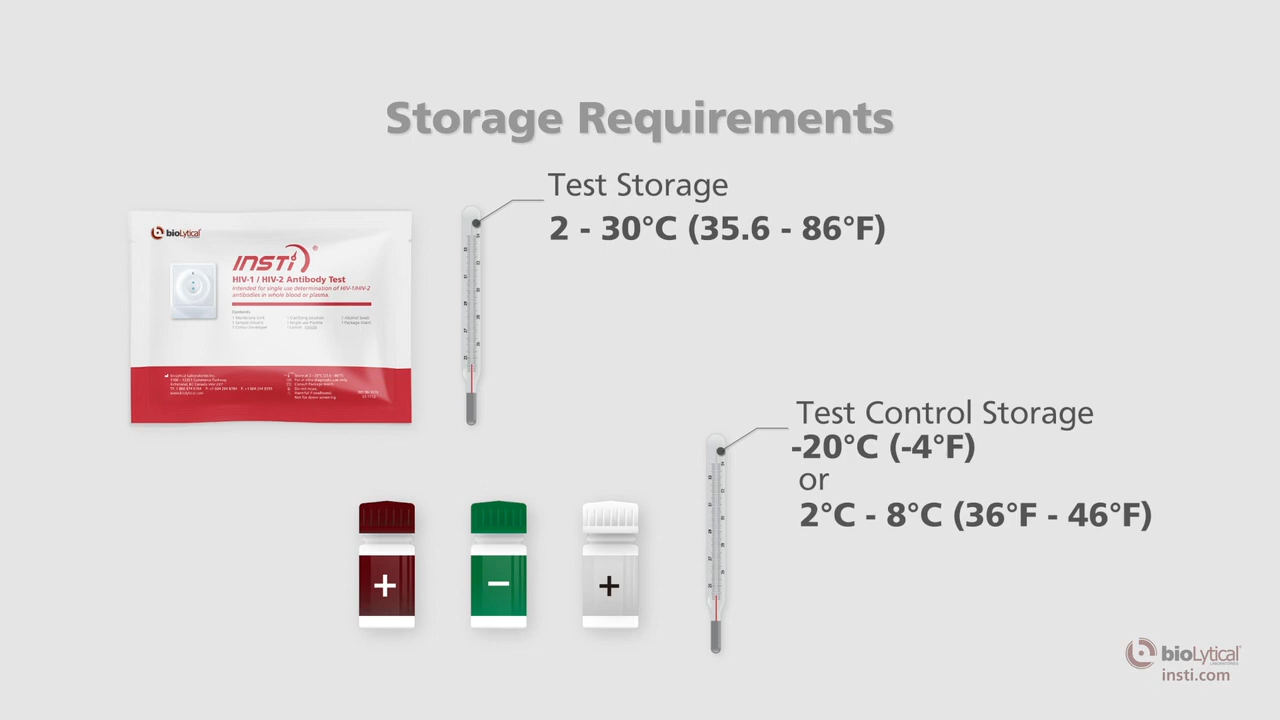 Storage Requirements
Test Storage
2 - 30°C (35.6 - 86°F)
bioLytical
INSTi®
HIV-1 / HIV-2 Antibody Test
Intended for single use determination of HIV-1/HIV-2
antibodies in whole blood or plasma.
Contents
Test Control Storage
-20°C (-4°F)
or
2°C - 8°C (36°F - 46°F)
+
−
+
bioLytical®
LABORATORIES
insti.com